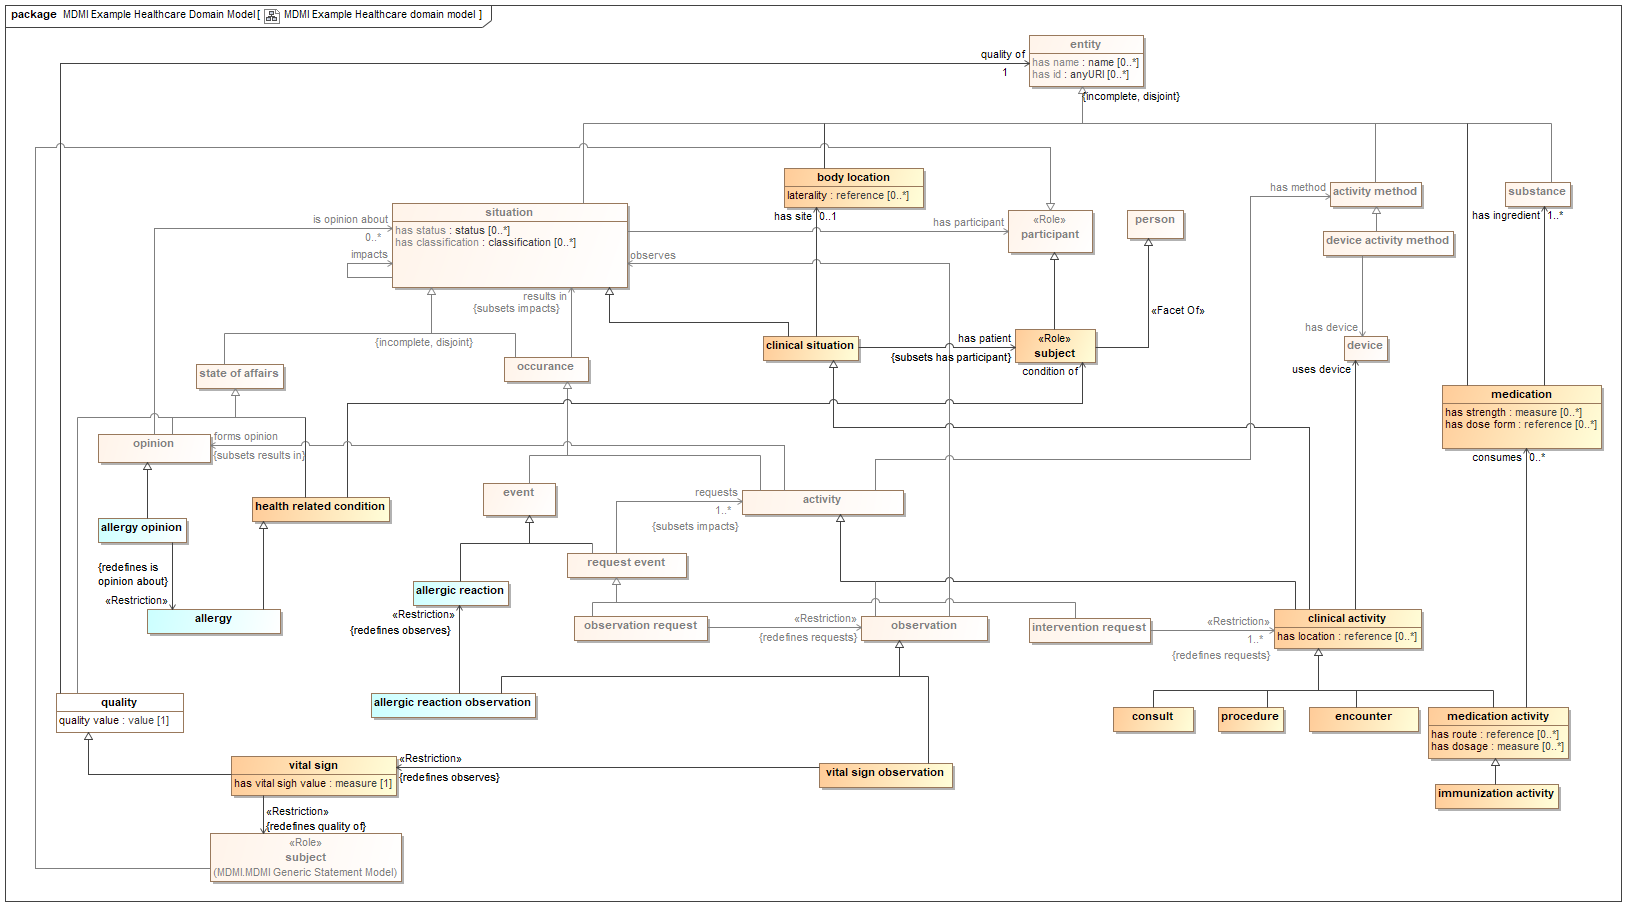 package MDMI Example Healthcare Domain Model[ MDMI Example Healthcare domain model ]
entity
has name : name [0..*]
has id : anyURI [0..*]
quality of
1
{incomplete, disjoint}
body location
laterality : reference [0..*]
has site 0..1
situation
has status : status [0..*]
has classification : classification [0..*]
is opinion about
0..*
impacts
observes
has participant
«Role»
participant
person
has method
activity method
substance
has ingredient 1..*
device activity method
results in
{subsets impacts}
{incomplete, disjoint}
«Facet Of»
has device
device
uses device
clinical situation
has patient
{subsets has participant}
«Role»
subject
condition of
state of affairs
occurance
medication
has strength : measure [0..*]
has dose form : reference [0..*]
consumes 0..*
opinion
forms opinion
{subsets results in}
event
requests
1..*
{subsets impacts}
activity
health related condition
allergy opinion
{redefines is
opinion about}
«Restriction»
allergy
request event
allergic reaction
«Restriction»
{redefines observes}
observation request
«Restriction»
{redefines requests}
observation
intervention request
«Restriction»
1..*
{redefines requests}
clinical activity
has location : reference [0..*]
quality
quality value : value [1]
allergic reaction observation
consult
procedure
encounter
medication activity
has route : reference [0..*]
has dosage : measure [0..*]
immunization activity
vital sign
has vital sigh value : measure [1]
«Restriction»
{redefines observes}
vital sign observation
«Restriction»
{redefines quality of}
«Role»
subject
(MDMI.MDMI Generic Statement Model)